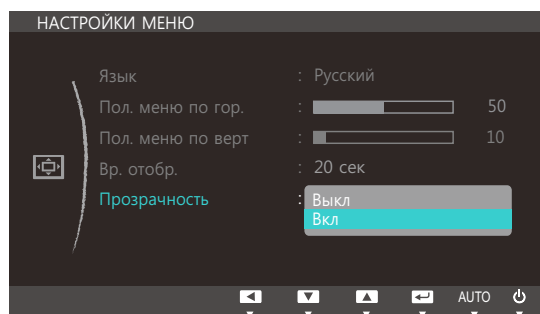 НАСТРОЙКИ МЕНЮ
Язык : Русский
Пол. меню по гор. : 50
Пол. меню по верт : 10
Вр. отобр. : 20 сек
Прозрачность : Выкл
Вкл
AUTO